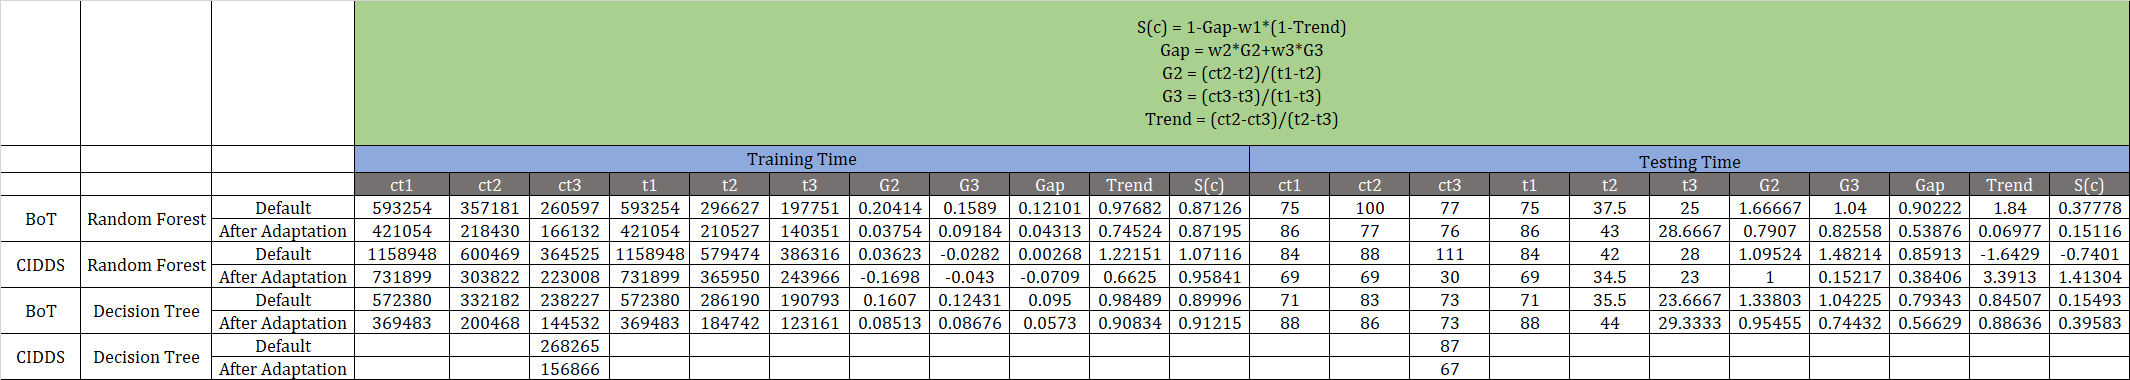 S(c) = 1-Gap-w1*(1-Trend)
Gap = w2*G2+w3*G3
G2 = (ct2-t2)/(t1-t2)
G3 = (ct3-t3)/(t1-t3)
Trend = (ct2-ct3)/(t2-t3)
Training Time Testing Time
ct1 ct2 ct3 t1 t2 t3 G2 G3 Gap Trend S(c) ct1 ct2 ct3 t1 t2 t3 G2 G3 Gap Trend S(c)
BoT Random Forest Default 593254 357181 260597 593254 296627 197751 0.20414 0.1589 0.12101 0.97682 0.87126 75 100 77 75 37.5 25 1.66667 1.04 0.90222 1.84 0.37778
After Adaptation 421054 218430 166132 421054 210527 140351 0.03754 0.09184 0.04313 0.74524 0.87195 86 77 76 86 43 28.6667 0.7907 0.82558 0.53876 0.06977 0.15116
CIDDS Random Forest Default 1158948 600469 364525 1158948 579474 386316 0.03623 -0.0282 0.00268 1.22151 1.07116 84 88 111 84 42 28 1.09524 1.48214 0.85913 -1.6429 -0.7401
After Adaptation 731899 303822 223008 731899 365950 243966 -0.1698 -0.043 -0.0709 0.6625 0.95841 69 69 30 69 34.5 23 1 0.15217 0.38406 3.3913 1.41304
BoT Decision Tree Default 572380 332182 238227 572380 286190 190793 0.1607 0.12431 0.095 0.98489 0.89996 71 83 73 71 35.5 23.6667 1.33803 1.04225 0.79343 0.84507 0.15493
After Adaptation 369483 200468 144532 369483 184742 123161 0.08513 0.08676 0.0573 0.90834 0.91215 88 86 73 88 44 29.3333 0.95455 0.74432 0.56629 0.88636 0.39583
CIDDS Decision Tree Default 268265 87
After Adaptation 156866 67